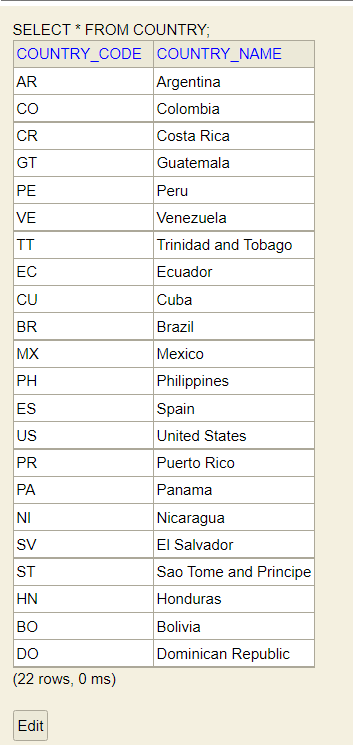 SELECT * FROM COUNTRY;
COUNTRY_CODE COUNTRY_NAME
AR Argentina
CO Colombia
CR Costa Rica
GT Guatemala
PE Peru
VE Venezuela
TT Trinidad and Tobago
EC Ecuador
CU Cuba
BR Brazil
MX Mexico
PH Philippines
ES Spain
US United States
PR Puerto Rico
PA Panama
NI Nicaragua
SV El Salvador
ST Sao Tome and Principe
HN Honduras
BO Bolivia
DO Dominican Republic
(22 rows, 0 ms)
Edit